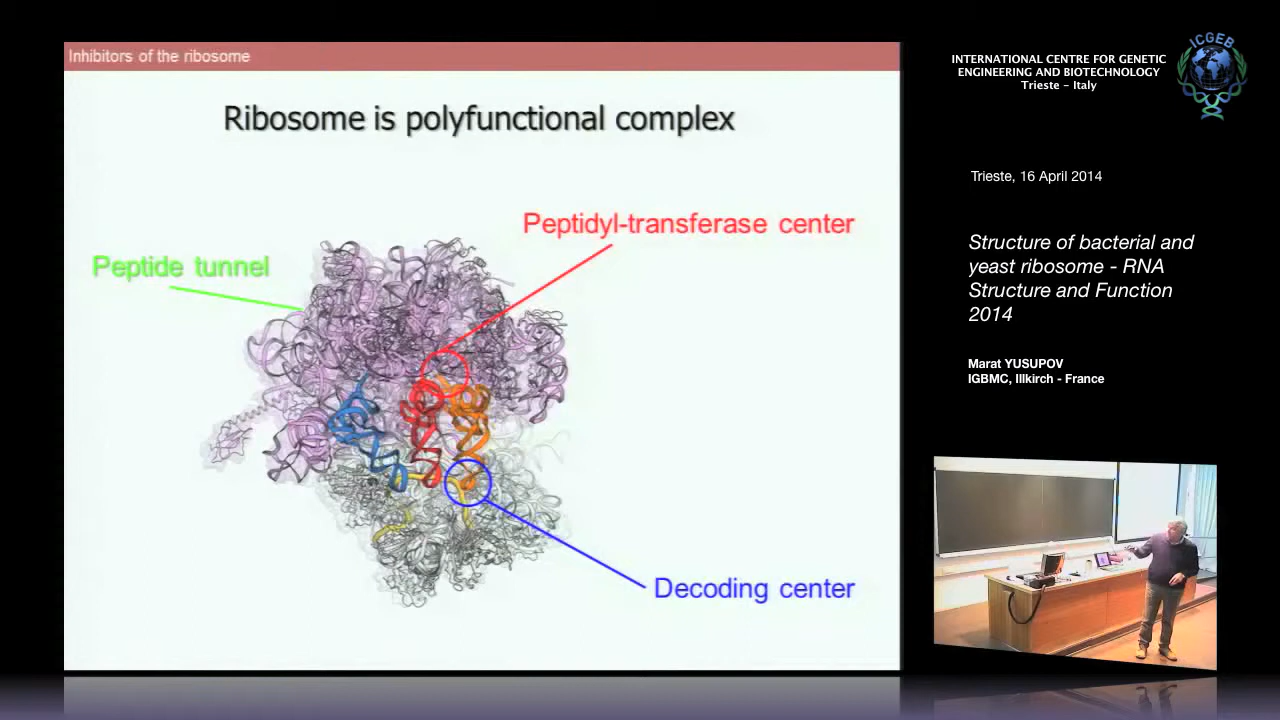 Inhibitors of the ribosome
Ribosome is polyfunctional complex
Peptidyl-transferase center
Peptide tunnel
Decoding center
INTERNATIONAL CENTRE FOR GENETIC
ENGINEERING AND BIOTECHNOLOGY
Trieste - Italy
ICGEB
Trieste, 16 April 2014
Structure of bacterial and
yeast ribosome - RNA
Structure and Function
2014
Marat YUSUPOV
IGBMC, Illkirch - France